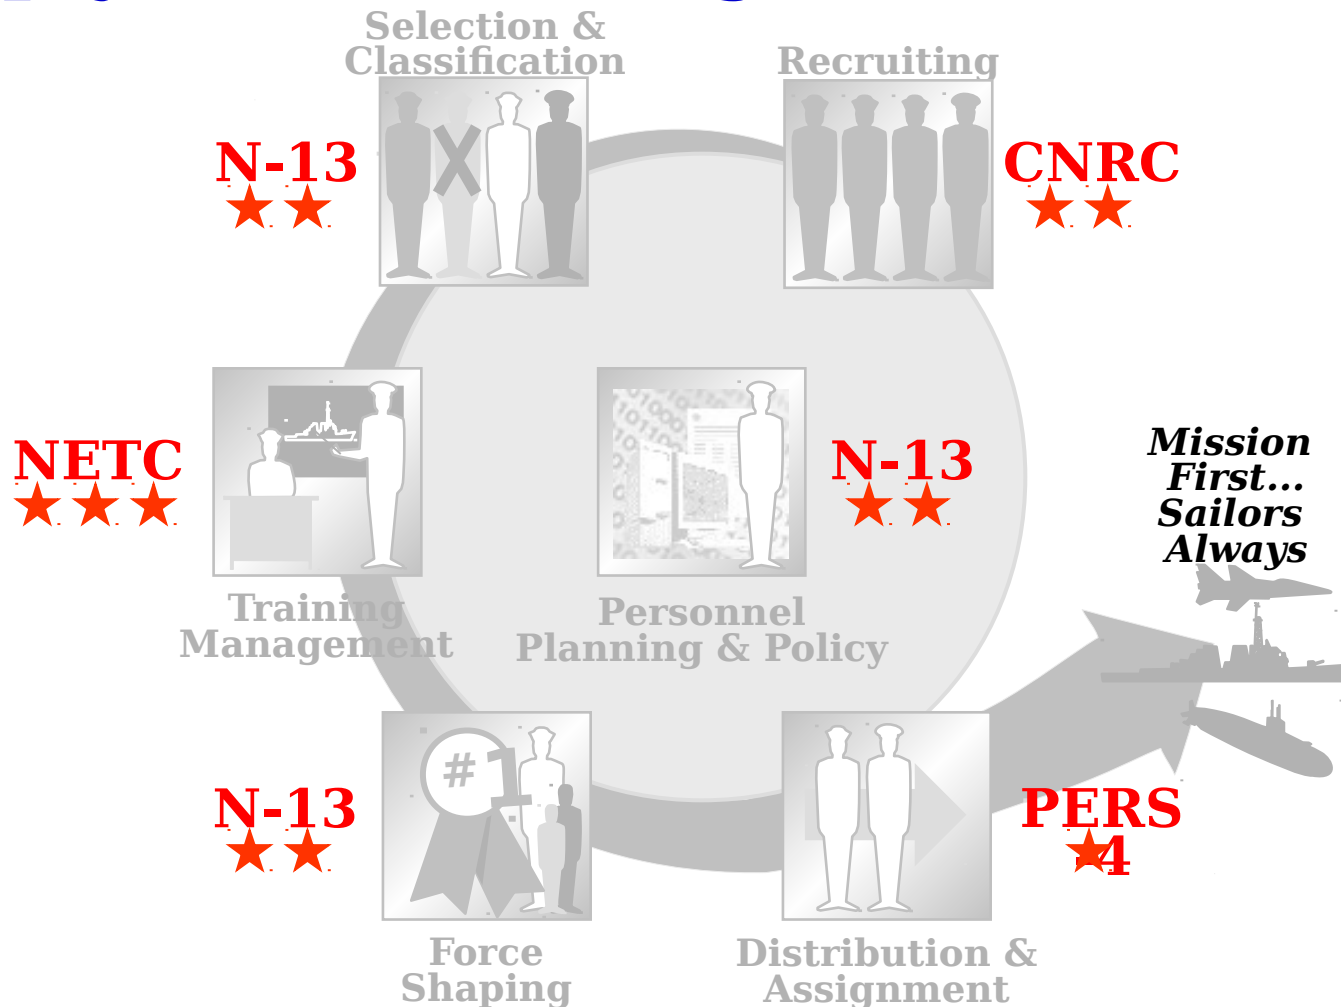 Selection &
Classification
Recruiting
N-13
CNRC
NETC
N-13
Mission
First...
Sailors
Always
Training
Management
Personnel
Planning & Policy
#1
N-13
PERS
-4
Force
Shaping
Distribution &
Assignment